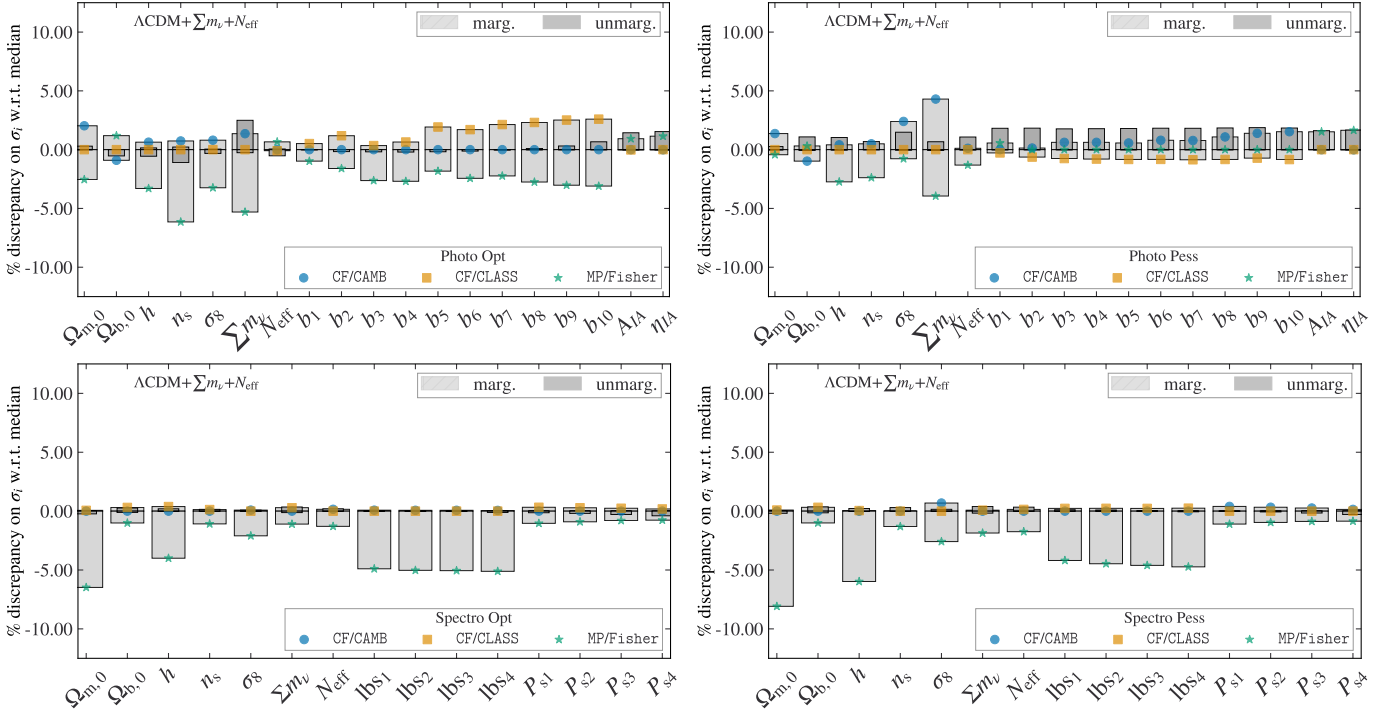 ΛCDM+∑mν+Neff
marg. unmarg.
% discrepancy on σi w.r.t. median
10.00
5.00
0.00
-5.00
-10.00
Photo Opt
CF/CAMB CF/CLASS MP/Fisher
Ωm,0 Ωb,0 h ns σ8 ∑mν Neff b1 b2 b3 b4 b5 b6 b7 b8 b9 b10 AIA ηIA
ΛCDM+∑mν+Neff
marg. unmarg.
% discrepancy on σi w.r.t. median
10.00
5.00
0.00
-5.00
-10.00
Photo Pess
CF/CAMB CF/CLASS MP/Fisher
Ωm,0 Ωb,0 h ns σ8 ∑mν Neff b1 b2 b3 b4 b5 b6 b7 b8 b9 b10 AIA ηIA
ΛCDM+∑mν+Neff
marg. unmarg.
% discrepancy on σi w.r.t. median
10.00
5.00
0.00
-5.00
-10.00
Spectro Opt
CF/CAMB CF/CLASS MP/Fisher
Ωm,0 Ωb,0 h ns σ8 Σmν Neff lbs1 lbs2 lbs3 lbs4 Ps1 Ps2 Ps3 Ps4
ΛCDM+∑mν+Neff
marg. unmarg.
% discrepancy on σi w.r.t. median
10.00
5.00
0.00
-5.00
-10.00
Spectro Pess
CF/CAMB CF/CLASS MP/Fisher
Ωm,0 Ωb,0 h ns σ8 Σmν Neff lbs1 lbs2 lbs3 lbs4 Ps1 Ps2 Ps3 Ps4